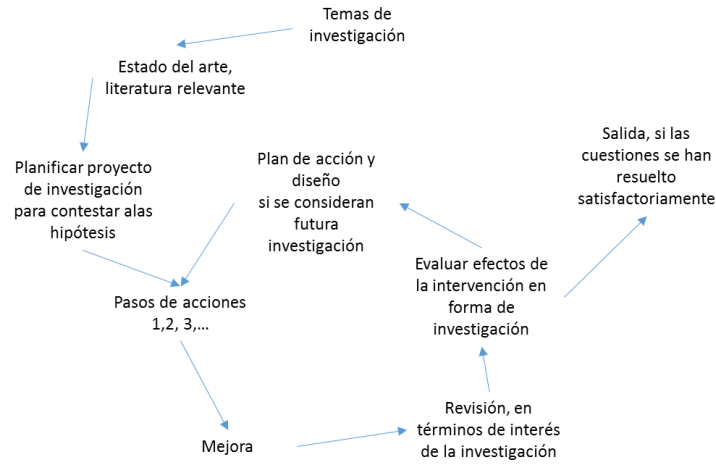 Temas de
investigación
Estado del arte,
literatura relevante
Planificar proyecto
de investigación
para contestar alas
hipótesis
Pasos de acciones
1,2, 3,...
Mejora
Revisión, en
términos de interés
de la investigación
Evaluar efectos de
la intervención en
forma de
investigación
Plan de acción y
diseño
si se consideran
futura
investigación
Salida, si las
cuestiones se han
resuelto
satisfactoriamente